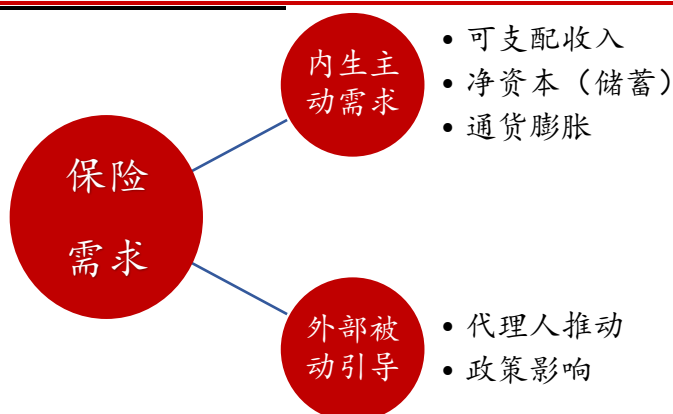 保险
需求
内生主
动需求
• 可支配收入
• 净资本（储蓄）
• 通货膨胀
外部被
动引导
• 代理人推动
• 政策影响